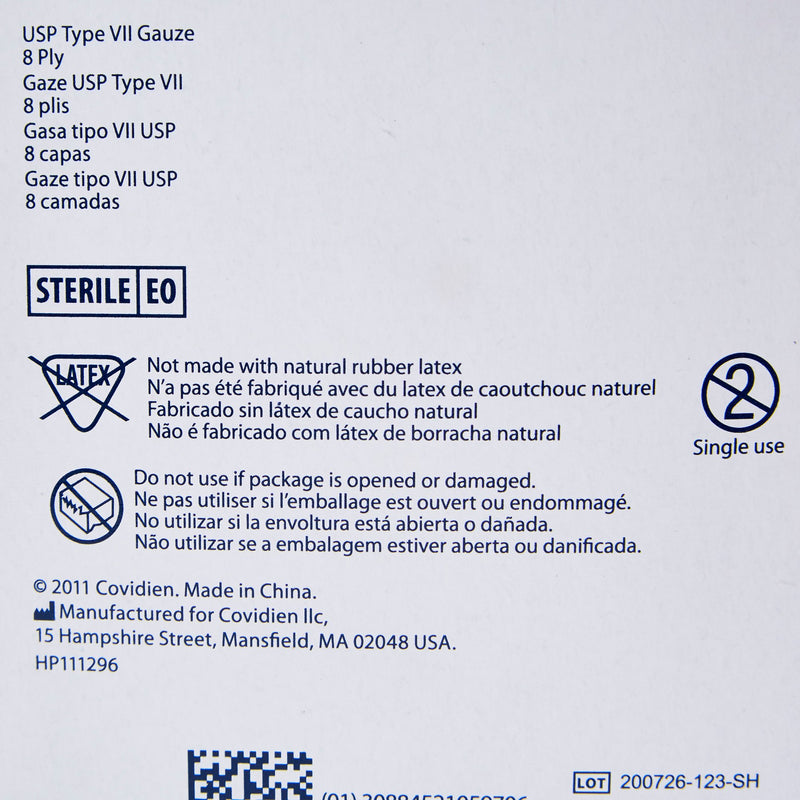 USP Type VII Gauze
8 Ply
Gaze USP Type VII
8 plis
Gasa tipo VII USP
8 capas
Gaze tipo VII USP
8 camadas
STERILE EO
LATEX
Not made with natural rubber latex
N'a pas été fabriqué avec du latex de caoutchouc naturel
Fabricado sin látex de caucho natural
Não é fabricado com látex de borracha natural
2
Single use
Do not use if package is opened or damaged.
Ne pas utiliser si l'emballage est ouvert ou endommagé.
No utilizar si la envoltura está abierta o dañada.
Não utilizar se a embalagem estiver aberta ou danificada.
© 2011 Covidien. Made in China.
Manufactured for Covidien llc,
15 Hampshire Street, Mansfield, MA 02048 USA.
HP111296
LOT 200726-123-SH
(01)